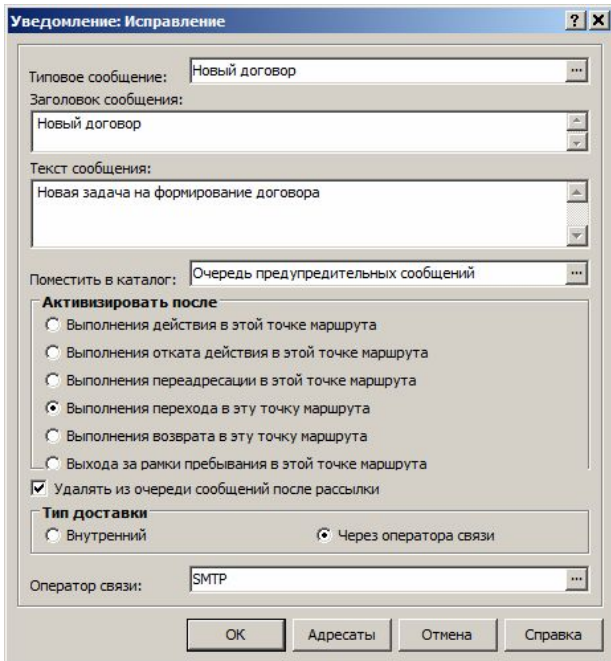 Уведомление: Исправление
Типовое сообщение: Новый договор ...
Заголовок сообщения:
Новый договор
Текст сообщения:
Новая задача на формирование договора
Поместить в каталог: Очередь предупредительных сообщений ...
Активизировать после
Выполнения действия в этой точке маршрута
Выполнения отката действия в этой точке маршрута
Выполнения переадресации в этой точке маршрута
Выполнения перехода в эту точку маршрута
Выполнения возврата в эту точку маршрута
Выхода за рамки пребывания в этой точке маршрута
Удалять из очереди сообщений после рассылки
Тип доставки
Внутренний Через оператора связи
Оператор связи: SMTP ...
OK Адресаты Отмена Справка